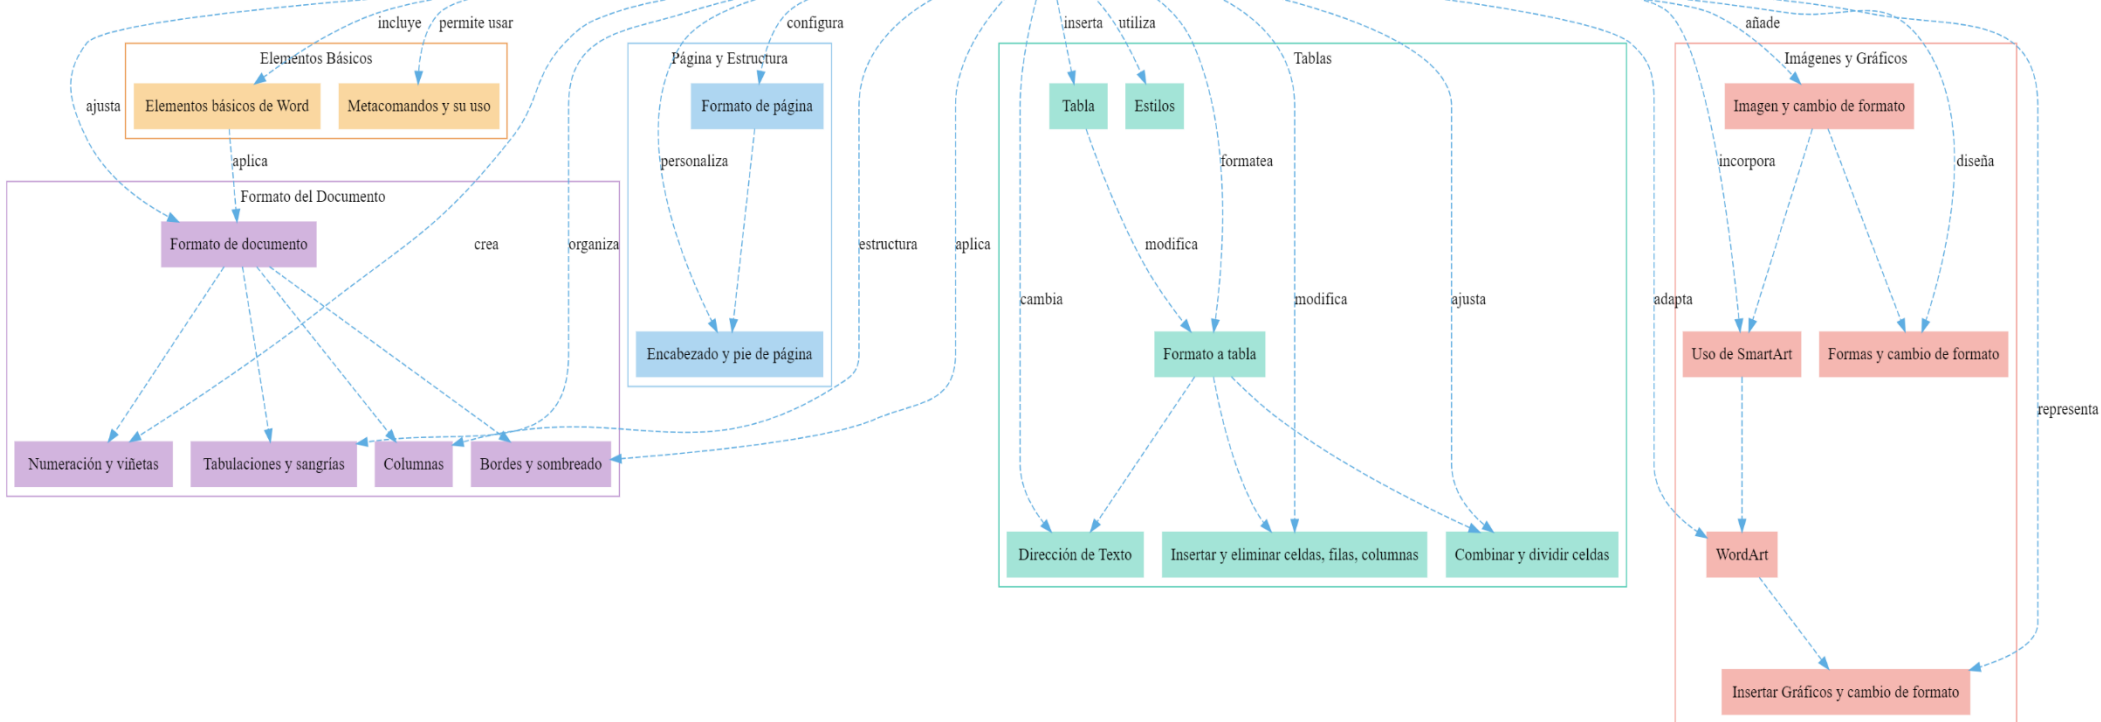 incluye
permite usar
configura
inserta
utiliza
añade
Elementos Básicos
Página y Estructura
Tablas
Imágenes y Gráficos
ajusta
Elementos básicos de Word
Metacomandos y su uso
Formato de página
Tabla
Estilos
Imagen y cambio de formato
aplica
personaliza
formatea
incorpora
diseña
Formato del Documento
Formato de documento
crea
organiza
estructura
aplica
modifica
cambia
modifica
ajusta
adapta
Encabezado y pie de página
Formato a tabla
Uso de SmartArt
Formas y cambio de formato
representa
Numeración y viñetas
Tabulaciones y sangrías
Columnas
Bordes y sombreado
Dirección de Texto
Insertar y eliminar celdas, filas, columnas
Combinar y dividir celdas
WordArt
Insertar Gráficos y cambio de formato